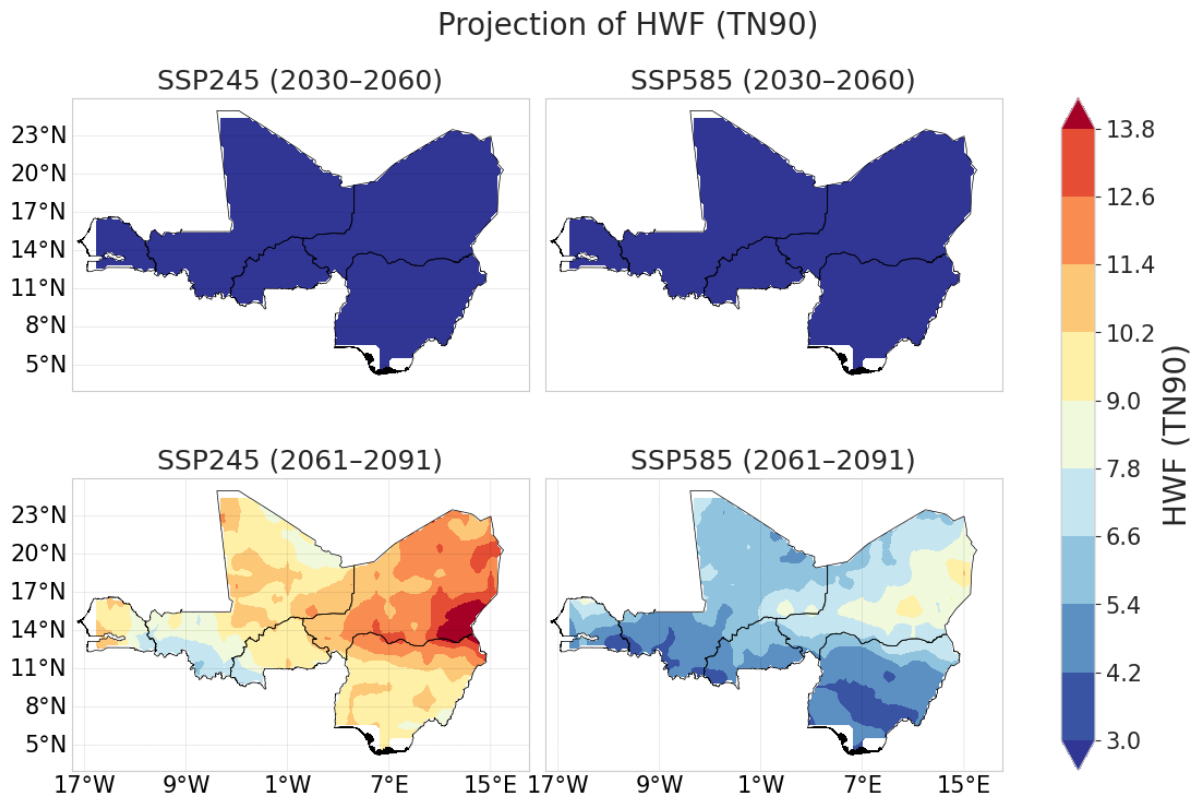 Projection of HWF (TN90)
SSP245 (2030–2060)
SSP585 (2030–2060)
23°N
20°N
17°N
14°N
11°N
8°N
5°N
SSP245 (2061–2091)
SSP585 (2061–2091)
23°N
20°N
17°N
14°N
11°N
8°N
5°N
17°W 9°W 1°W 7°E 15°E
17°W 9°W 1°W 7°E 15°E
13.8
12.6
11.4
10.2
9.0
7.8
6.6
5.4
4.2
3.0
HWF (TN90)